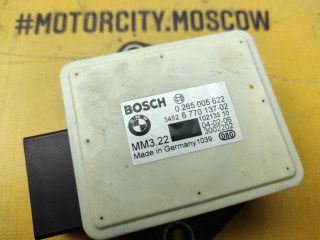 #MOTORCITY.MOSCOW
BOSCH
0 265 005 622
3452 6 770 137-02
102135 10
04-02-06
3002202
MM3.22
Made in Germany 1039